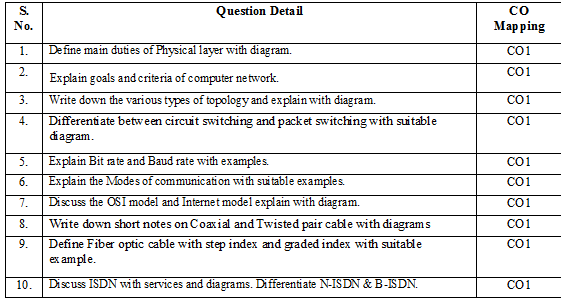 S. No. Question Detail CO Mapping
1. Define main duties of Physical layer with diagram. CO1
2. Explain goals and criteria of computer network. CO1
3. Write down the various types of topology and explain with diagram. CO1
4. Differentiate between circuit switching and packet switching with suitable CO1
diagram.
5. Explain Bit rate and Baud rate with examples. CO1
6. Explain the Modes of communication with suitable examples. CO1
7. Discuss the OSI model and Internet model explain with diagram. CO1
8. Write down short notes on Coaxial and Twisted pair cable with diagrams CO1
9. Define Fiber optic cable with step index and graded index with suitable CO1
example.
10. Discuss ISDN with services and diagrams. Differentiate N-ISDN & B-ISDN. CO1